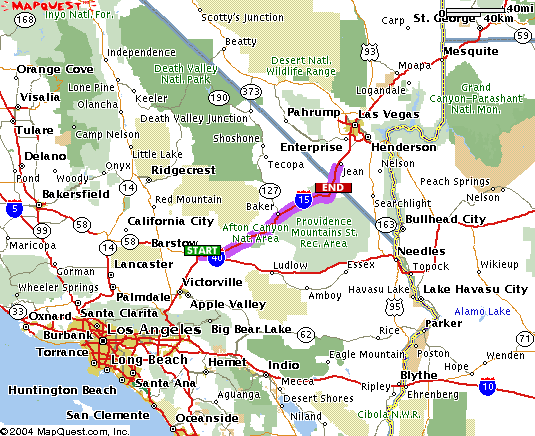 MAPQUEST
168
Inyo Nat'l. For.
Scotty's Junction
Carp
St. George
40mi
40km
Beatty
93
15
59
Mesquite
Independence
Desert Natl.
Wildlife Range
Moapa
Orange Cove
Death Valley
Natl. Park
Lone Pine
Logandale
Grand
Canyon-Parashant
Natl. Mon.
Visalia
Keeler
190
373
Olancha
Pahrump
Las Vegas
Tulare
Death Valley Junction
Camp Nelson
Shoshone
Enterprise
Henderson
Delano
Little Lake
Tecopa
Jean
Pond
Woody
Onyx
Ridgecrest
Peach Springs
Bakersfield
14
127
15
END
Nelson
5
Red Mountain
Baker
Searchlight
33
99
58
California City
Afton Canyon
Nat. Area
Providence
Mountains St.
Rec. Area
163
Bullhead City
Maricopa
58
14
58
Barstow
START
40
Needles
Gorman
Lancaster
Ludlow
Essex
Topock
Wikieup
Wheeler Springs
Victorville
Palmdale
Amboy
Havasu Lake
Lake Havasu City
33
Santa Clarita
Apple Valley
95
Oxnard
Burbank
Los Angeles
Big Bear Lake
62
Rice
Parker
Alamo Lake
71
Torrance
Long-Beach
Hemet
Indio
Eagle Mountain
Poston
Hope
Wenden
Huntington Beach
Santa Ana
Mecca
Ripley
Blythe
10
San Clemente
Aguanga
Desert Shores
Ehrenberg
Oceanside
Niland
Cibola N.W.R.
©2004 MapQuest.com, Inc.